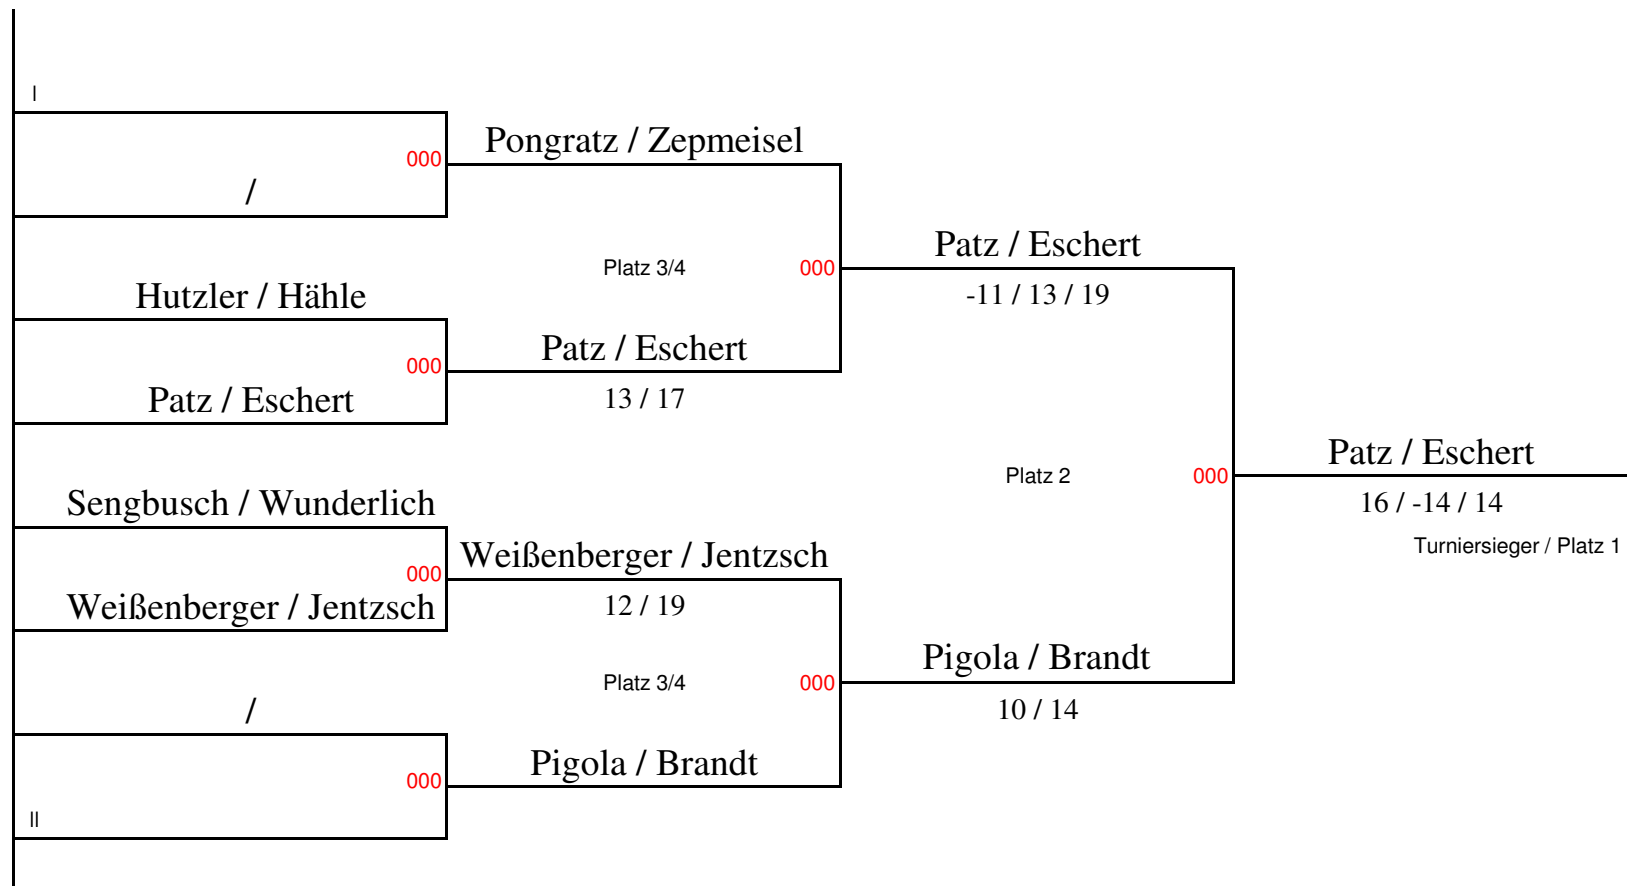 I
Pongratz / Zepmeisel
000
/
Patz / Eschert
Platz 3/4
000
-11 / 13 / 19
Hutzler / Hähle
Patz / Eschert
000
13 / 17
Patz / Eschert
Patz / Eschert
Platz 2
000
16 / -14 / 14
Turniersieger / Platz 1
Sengbusch / Wunderlich
Weißenberger / Jentzsch
000
12 / 19
Weißenberger / Jentzsch
Pigola / Brandt
Platz 3/4
000
10 / 14
/
Pigola / Brandt
000
II